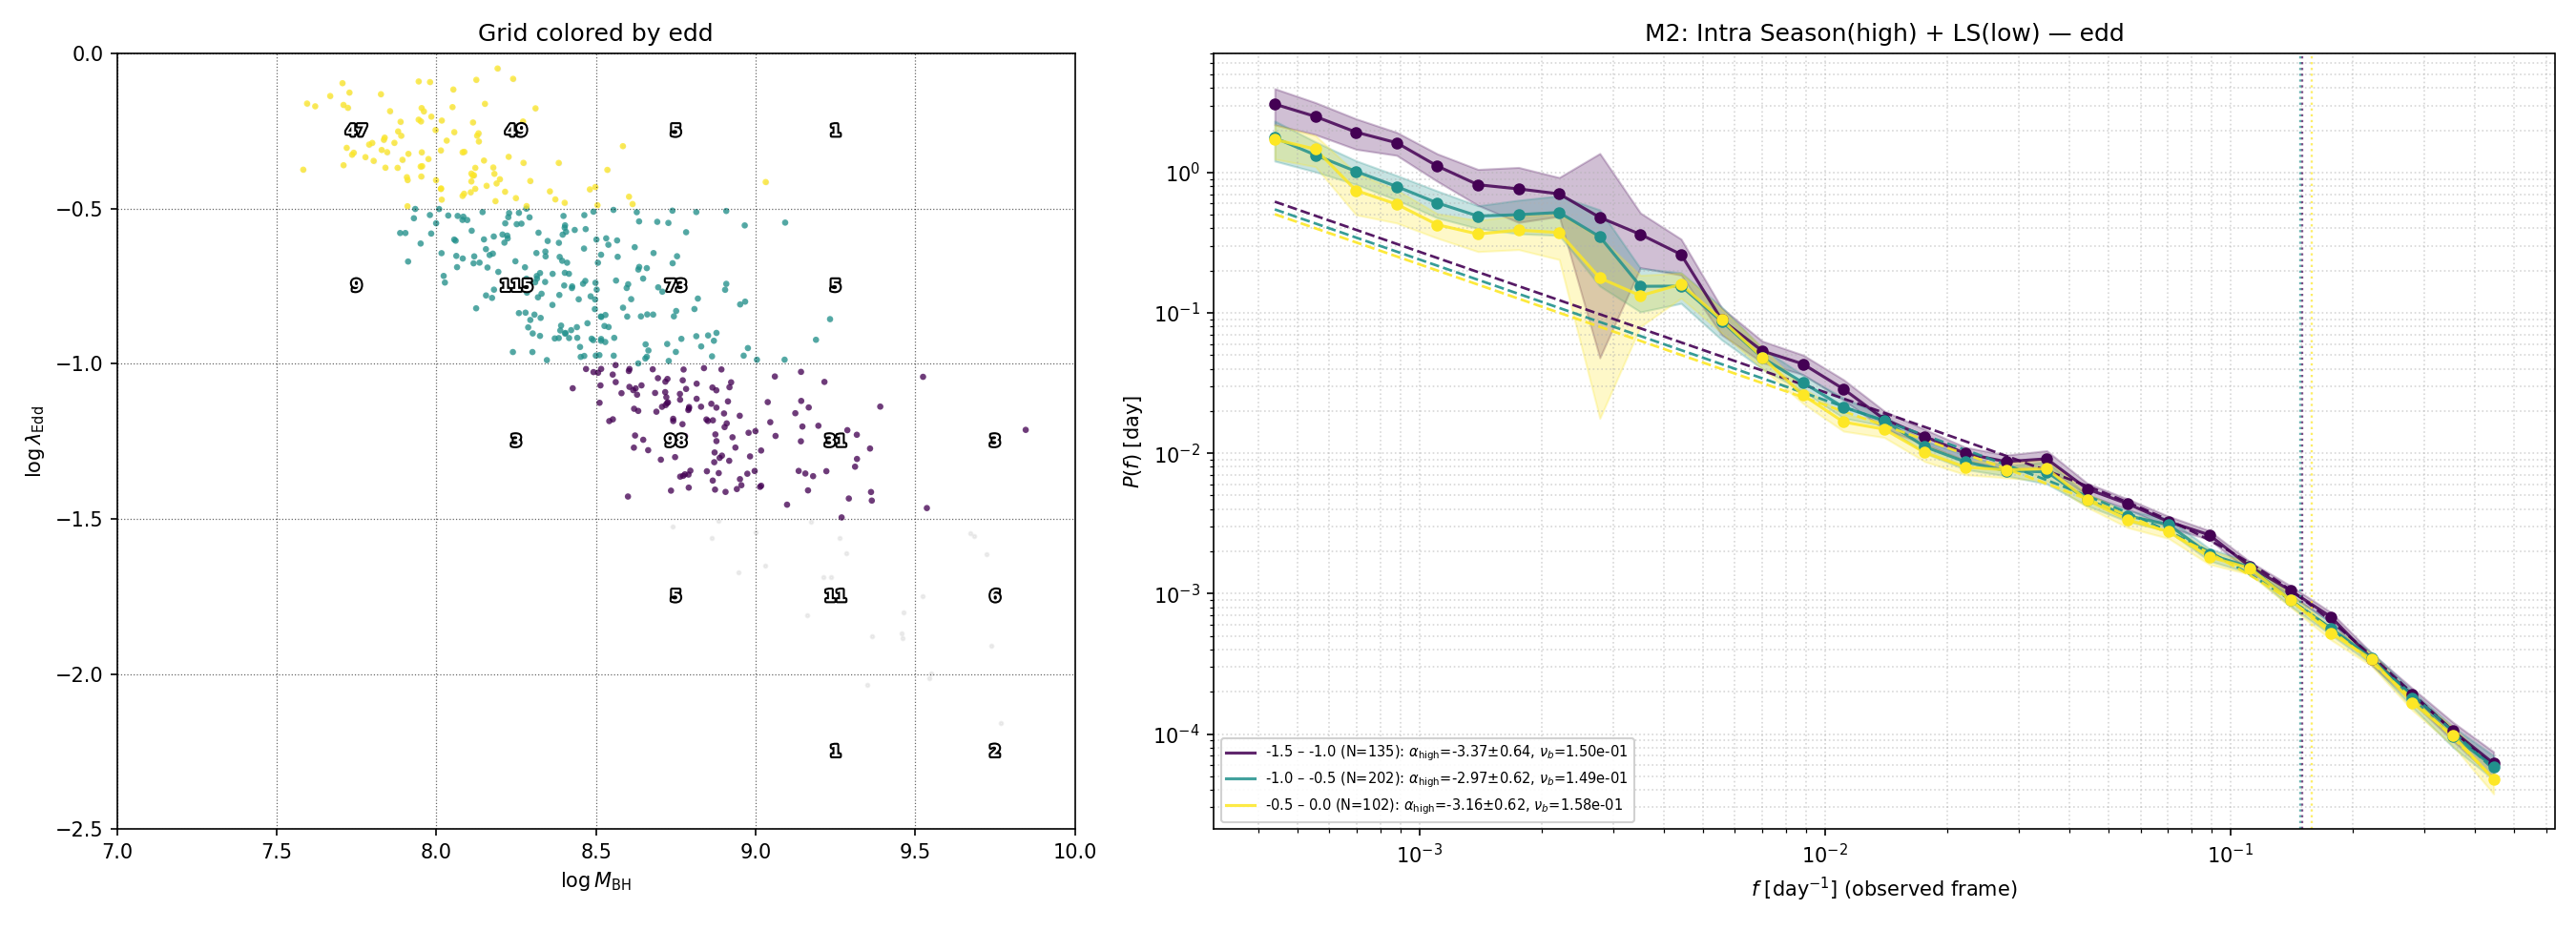 Grid colored by edd
0.0
−0.5
−1.0
−1.5
−2.0
−2.5
log λEdd
47 49 5 1
9 115 73 5
3 98 31 3
5 11 6
1 2
7.0 7.5 8.0 8.5 9.0 9.5 10.0
log MBH
M2: Intra Season(high) + LS(low) — edd
10⁰
10⁻¹
10⁻²
10⁻³
10⁻⁴
P(f) [day]
-1.5 – -1.0 (N=135): αhigh=-3.37±0.64, νb=1.50e-01
-1.0 – -0.5 (N=202): αhigh=-2.97±0.62, νb=1.49e-01
-0.5 – 0.0 (N=102): αhigh=-3.16±0.62, νb=1.58e-01
10⁻³ 10⁻² 10⁻¹
f [day⁻¹] (observed frame)